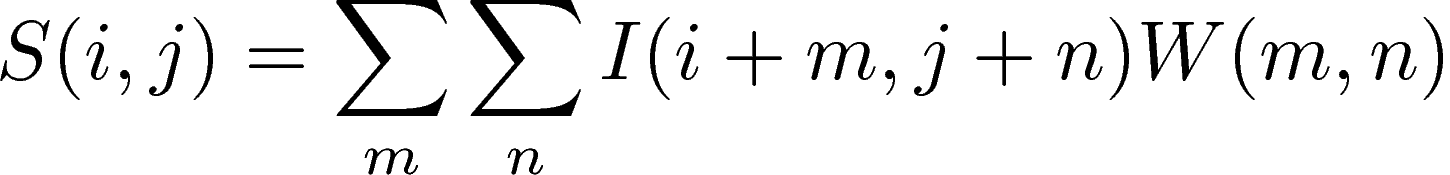 S(i, j) = ∑_m ∑_n I(i + m, j + n)W(m, n)